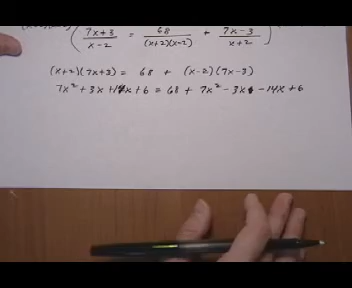 ( (7x+3)/(x-2) = 68/((x+2)(x-2)) + (7x-3)/(x+2) )
(x+2)(7x+3) = 68 + (x-2)(7x-3)
7x² + 3x + 14x + 6 = 68 + 7x² - 3x - 14x + 6